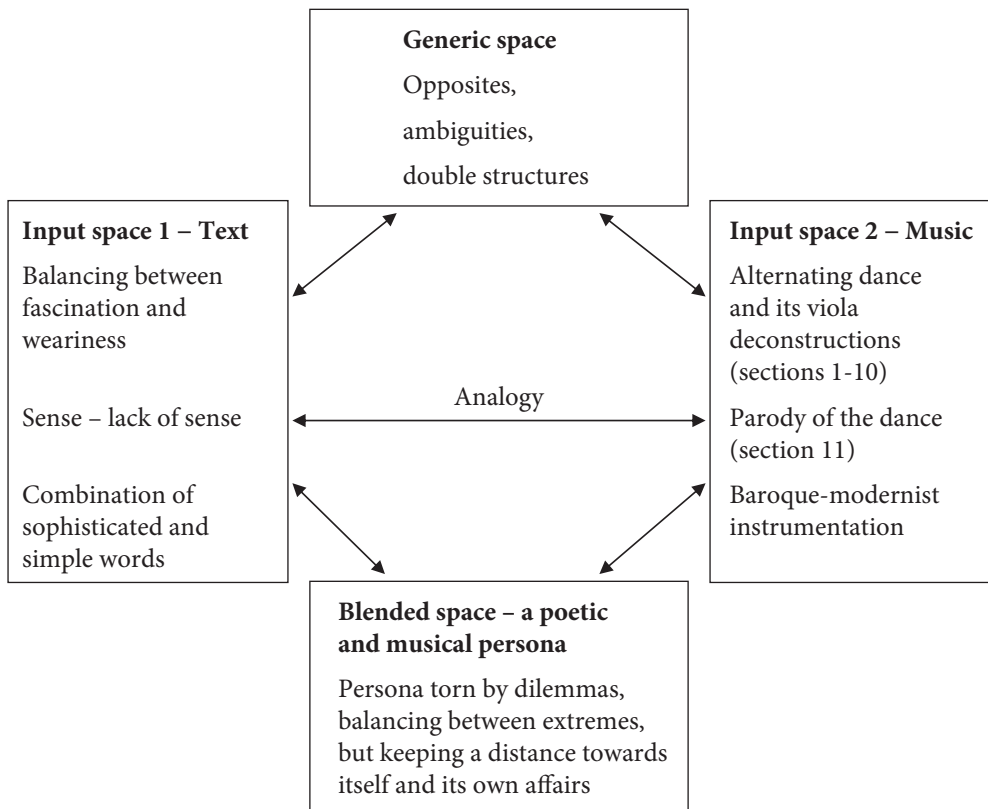 Generic space
Opposites,
ambiguities,
double structures
Input space 1 – Text
Balancing between
fascination and
weariness
Sense – lack of sense
Combination of
sophisticated and
simple words
Analogy
Input space 2 – Music
Alternating dance
and its viola
deconstructions
(sections 1-10)
Parody of the dance
(section 11)
Baroque-modernist
instrumentation
Blended space – a poetic
and musical persona
Persona torn by dilemmas,
balancing between extremes,
but keeping a distance towards
itself and its own affairs